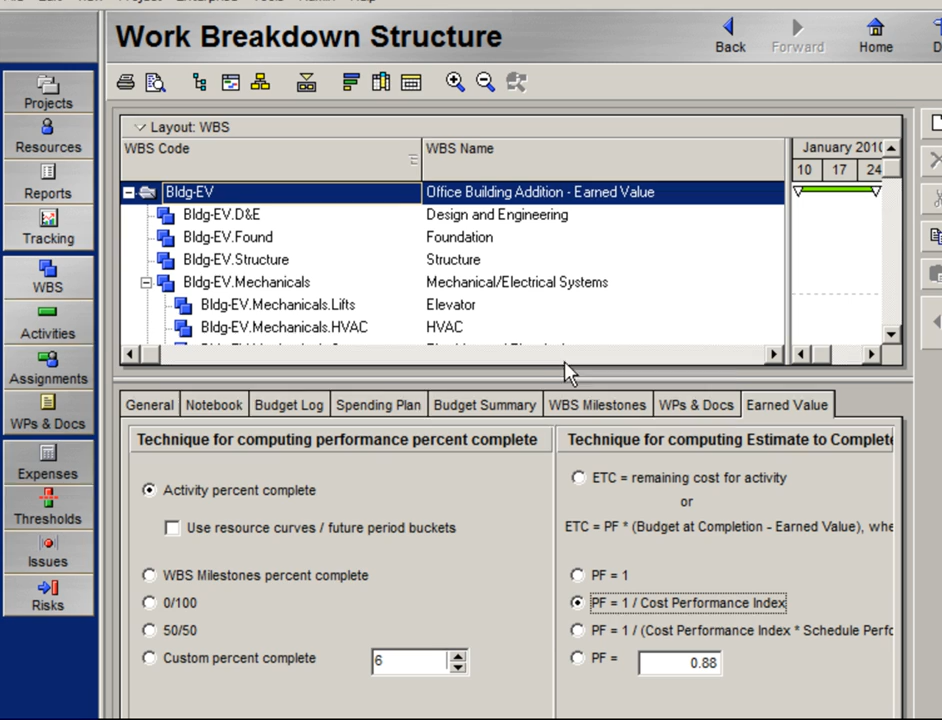 Work Breakdown Structure
Back
Forward
Home
Projects
Resources
Reports
Tracking
WBS
Activities
Assignments
WPs & Docs
Expenses
Thresholds
Issues
Risks
Layout: WBS
WBS Code
WBS Name
January 2010
10 17 24
Bldg-EV Office Building Addition - Earned Value
Bldg-EV.D&E Design and Engineering
Bldg-EV.Found Foundation
Bldg-EV.Structure Structure
Bldg-EV.Mechanicals Mechanical/Electrical Systems
Bldg-EV.Mechanicals.Lifts Elevator
Bldg-EV.Mechanicals.HVAC HVAC
General Notebook Budget Log Spending Plan Budget Summary WBS Milestones WPs & Docs Earned Value
Technique for computing performance percent complete
Activity percent complete
Use resource curves / future period buckets
WBS Milestones percent complete
0/100
50/50
Custom percent complete 6
Technique for computing Estimate to Complete
ETC = remaining cost for activity
or
ETC = PF * (Budget at Completion - Earned Value), whe
PF = 1
PF = 1 / Cost Performance Index
PF = 1 / (Cost Performance Index * Schedule Perfo
PF = 0.88